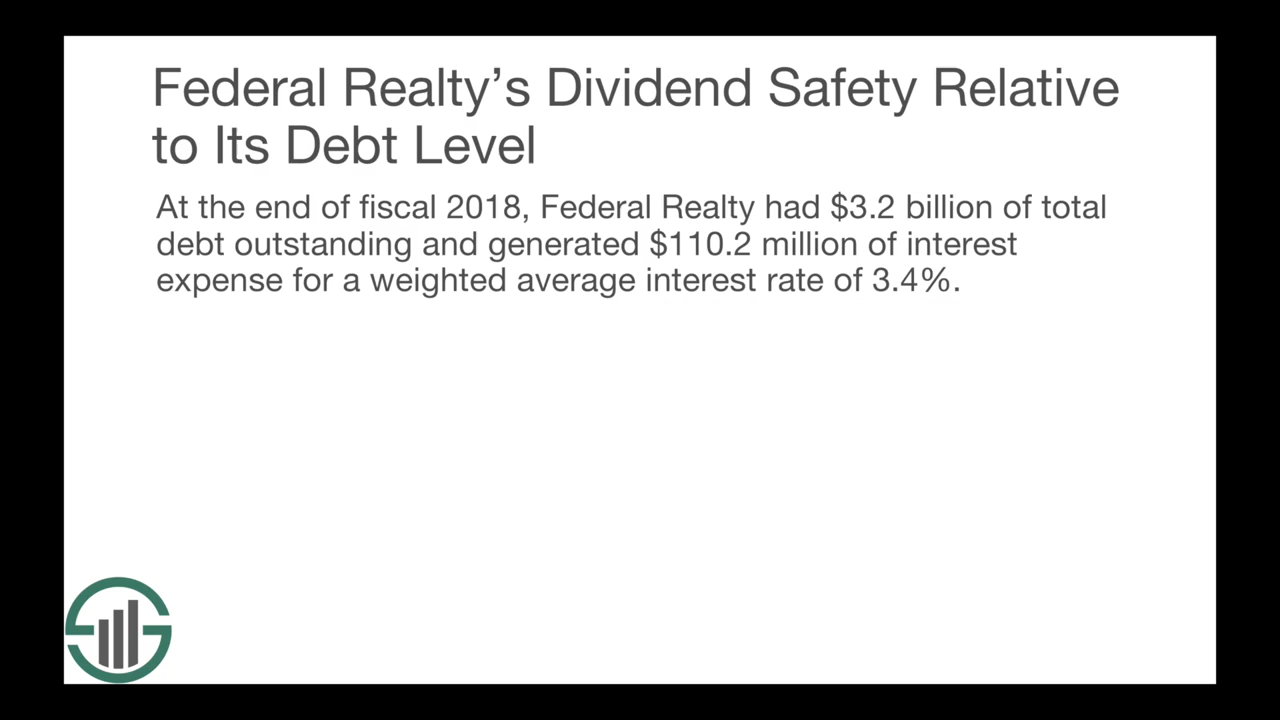 Federal Realty’s Dividend Safety Relative
to Its Debt Level
At the end of fiscal 2018, Federal Realty had $3.2 billion of total
debt outstanding and generated $110.2 million of interest
expense for a weighted average interest rate of 3.4%.